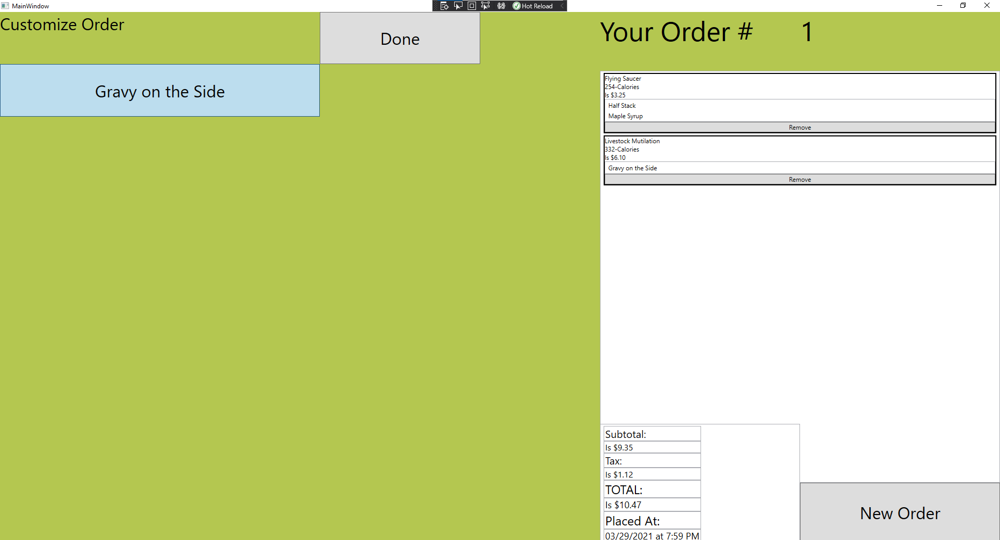 MainWindow
Hot Reload
Customize Order
Done
Gravy on the Side
Your Order # 1
Flying Saucer
254-Calories
Is $3.25
Half Stack
Maple Syrup
Remove
Livestock Mutilation
332-Calories
Is $6.10
Gravy on the Side
Remove
Subtotal:
Is $9.35
Tax:
Is $1.12
TOTAL:
Is $10.47
Placed At:
03/29/2021 at 7:59 PM
New Order